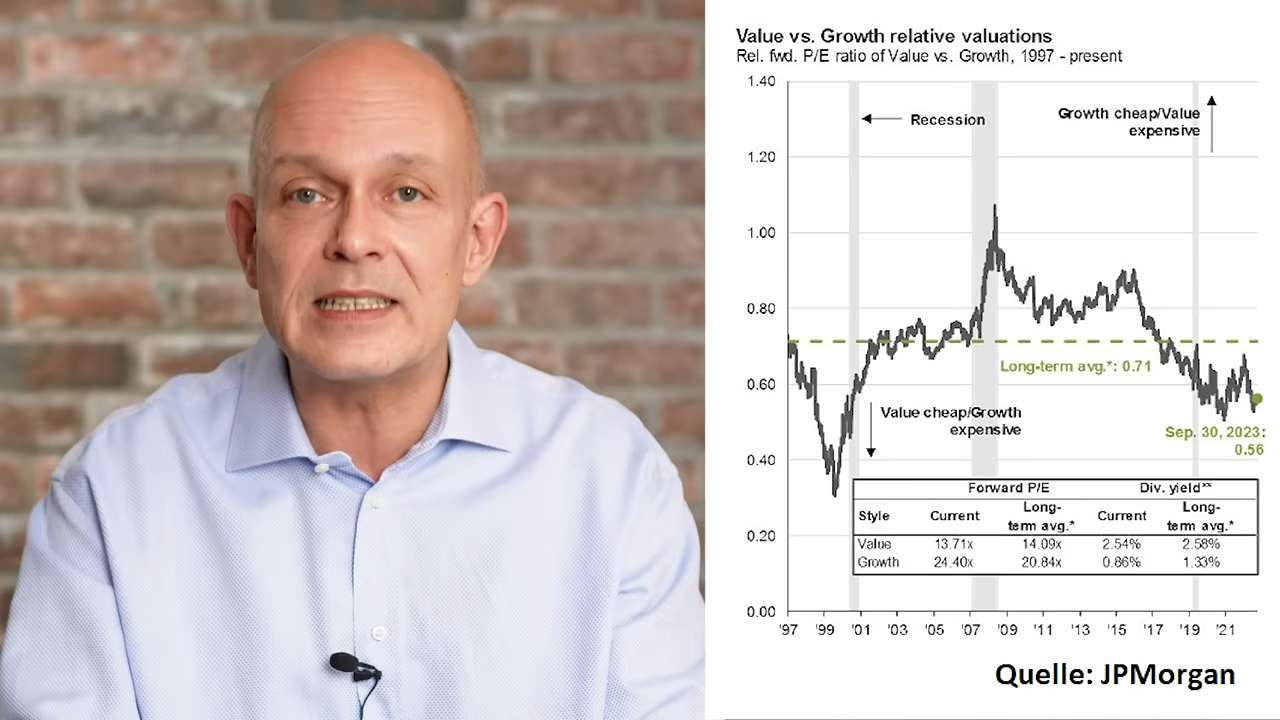 Value vs. Growth relative valuations
Rel. fwd. P/E ratio of Value vs. Growth, 1997 - present
1.40
1.20
1.00
0.80
0.60
0.40
0.20
0.00
Recession
Growth cheap/Value
expensive
Long-term avg.*: 0.71
Value cheap/Growth
expensive
Sep. 30, 2023:
0.56
Forward P/E Div. yield**
Style Current Long-term avg.* Current Long-term avg.*
Value 13.71x 14.09x 2.54% 2.58%
Growth 24.40x 20.84x 0.86% 1.33%
'97 '99 '01 '03 '05 '07 '09 '11 '13 '15 '17 '19 '21
Quelle: JPMorgan